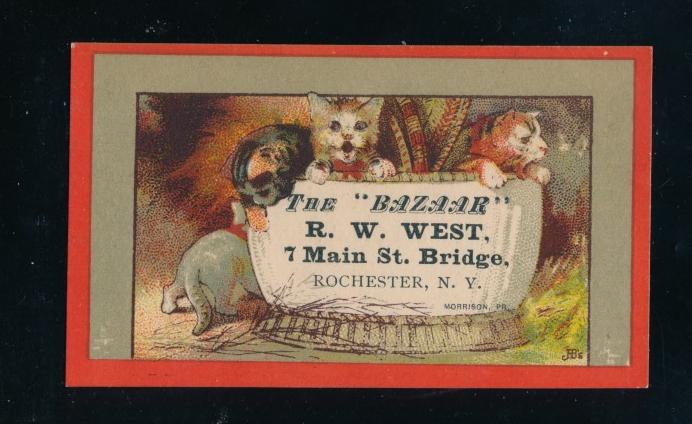 The "BAZAAR"
R. W. WEST,
7 Main St. Bridge,
ROCHESTER, N. Y.
MORRISON, PR.